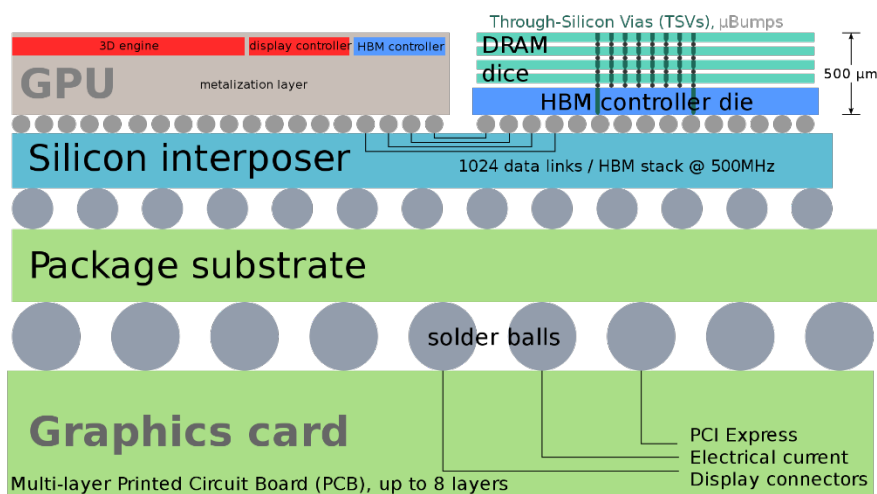 Through-Silicon Vias (TSVs), µBumps
3D engine
display controller
HBM controller
GPU
metalization layer
DRAM
dice
500 µm
HBM controller die
Silicon interposer
1024 data links / HBM stack @ 500MHz
Package substrate
solder balls
Graphics card
PCI Express
Electrical current
Display connectors
Multi-layer Printed Circuit Board (PCB), up to 8 layers